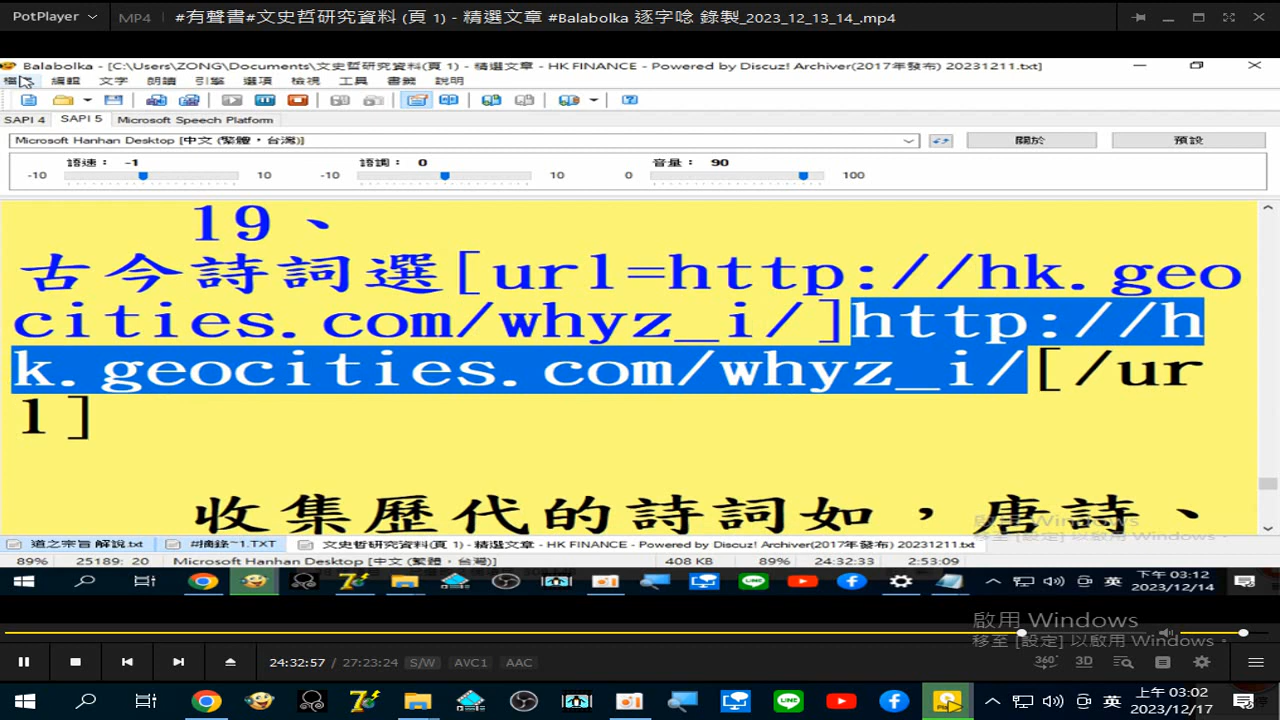 PotPlayer MP4 #有聲書#文史哲研究資料 (頁 1) - 精選文章 #Balabolka 逐字唸 錄製_2023_12_13_14_.mp4
Balabolka - [C:\Users\ZONG\Documents\文史哲研究資料(頁 1) - 精選文章 - HK FINANCE - Powered by Discuz! Archiver(2017年發布) 20231211.txt]
檔案 編輯 文字 朗讀 引擎 選項 檢視 工具 書籤 說明
SAPI 4 SAPI 5 Microsoft Speech Platform
Microsoft Hanhan Desktop [中文 (繁體，台灣)] 關於 預設
語速： -1 語調： 0 音量： 90
-10 10 -10 10 0 100
19、
古今詩詞選[url=http://hk.geo
cities.com/whyz_i/]http://h
k.geocities.com/whyz_i/[/ur
l]
收集歷代的詩詞如，唐詩、
啟用 Windows
移至 [設定] 以啟用 Windows。
道之宗旨 解說.txt #摘錄~1.TXT 文史哲研究資料(頁 1) - 精選文章 - HK FINANCE - Powered by Discuz! Archiver(2017年發布) 20231211.txt
89% 25189: 20 Microsoft Hanhan Desktop [中文 (繁體，台灣)] 408 KB 89% 24:32:33 2:53:09
英 下午 03:12
2023/12/14
啟用 Windows
移至 [設定] 以啟用 Windows。
24:32:57 / 27:23:24 S/W AVC1 AAC 360° 3D
英 上午 03:02
2023/12/17